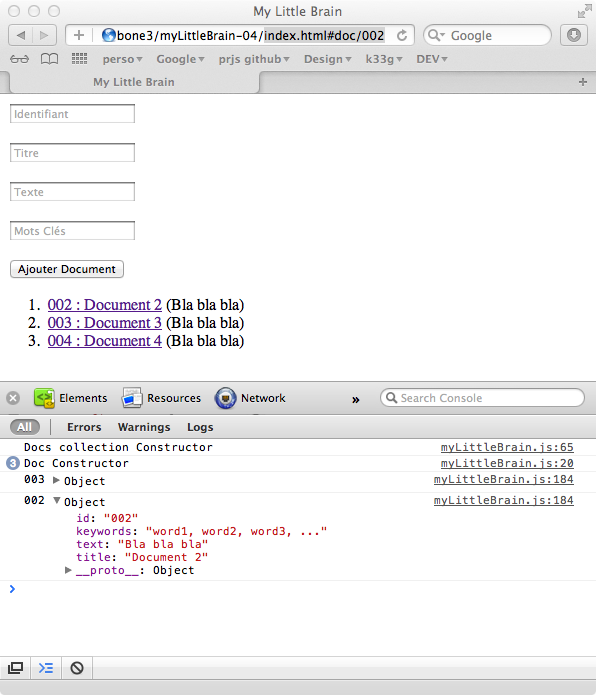 My Little Brain
bone3/myLittleBrain-04/index.html#doc/002
Google
perso Google prjs github Design k33g DEV
My Little Brain
Identifiant
Titre
Texte
Mots Clés
Ajouter Document
1. 002 : Document 2 (Bla bla bla)
2. 003 : Document 3 (Bla bla bla)
3. 004 : Document 4 (Bla bla bla)
Elements Resources Network » Search Console
All Errors Warnings Logs
Docs collection Constructor myLittleBrain.js:65
3 Doc Constructor myLittleBrain.js:20
003 Object myLittleBrain.js:184
002 Object myLittleBrain.js:184
id: "002"
keywords: "word1, word2, word3, ..."
text: "Bla bla bla"
title: "Document 2"
__proto__: Object